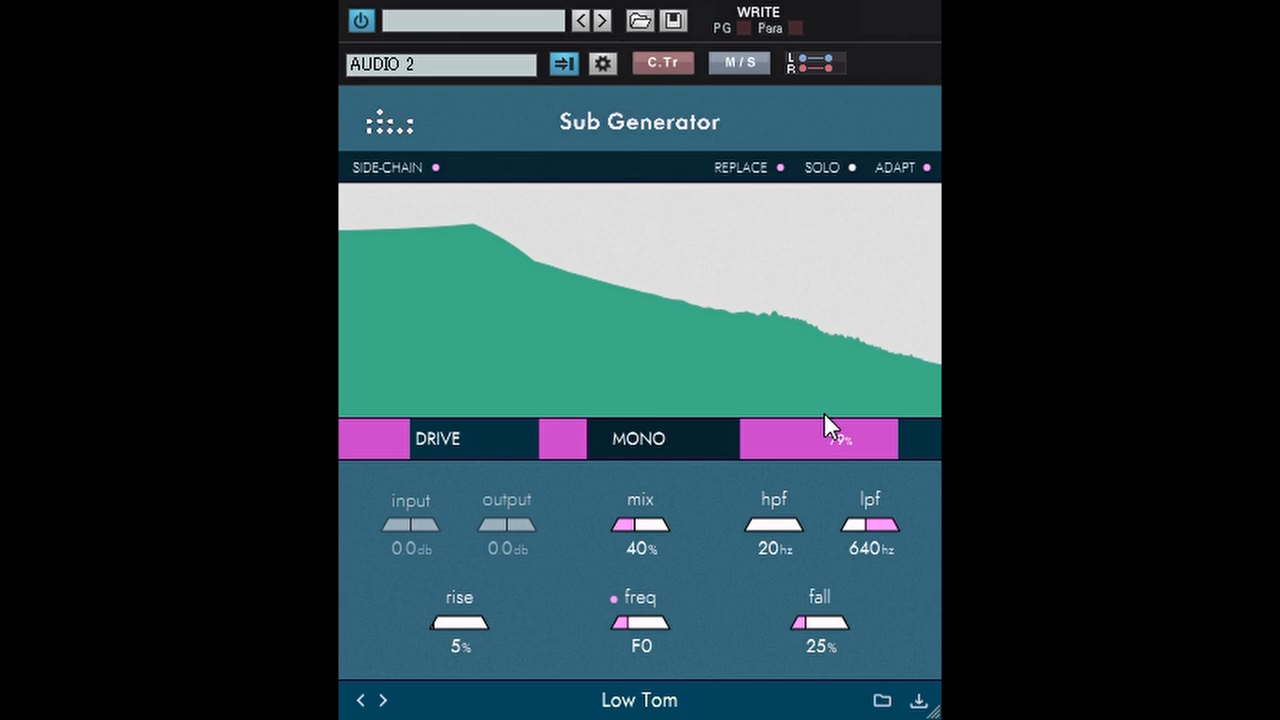 WRITE
PG Para
AUDIO 2
C.Tr
M/S
L
R
Sub Generator
SIDE-CHAIN
REPLACE
SOLO
ADAPT
DRIVE
MONO
input
output
mix
hpf
lpf
0.0db
0.0db
40%
20hz
640hz
rise
freq
fall
5%
F0
25%
Low Tom